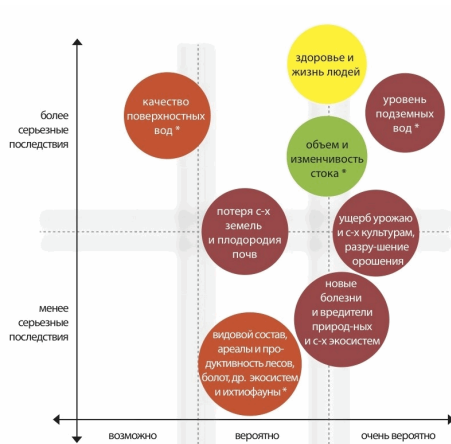 здоровье и
жизнь людей
качество
поверхностных
вод *
уровень
подземных
вод *
более
серьезные
последствия
объем и
изменчивость
стока *
потеря с-х
земель
и плодородия
почв
ущерб урожаю
и с-х культурам,
разру-шение
орошения
новые
болезни
и вредители
природ-ных
и с-х экосистем
менее
серьезные
последствия
видовой состав,
ареалы и про-
дуктивность лесов,
болот, др. экосистем
и ихтиофауны *
возможно
вероятно
очень вероятно